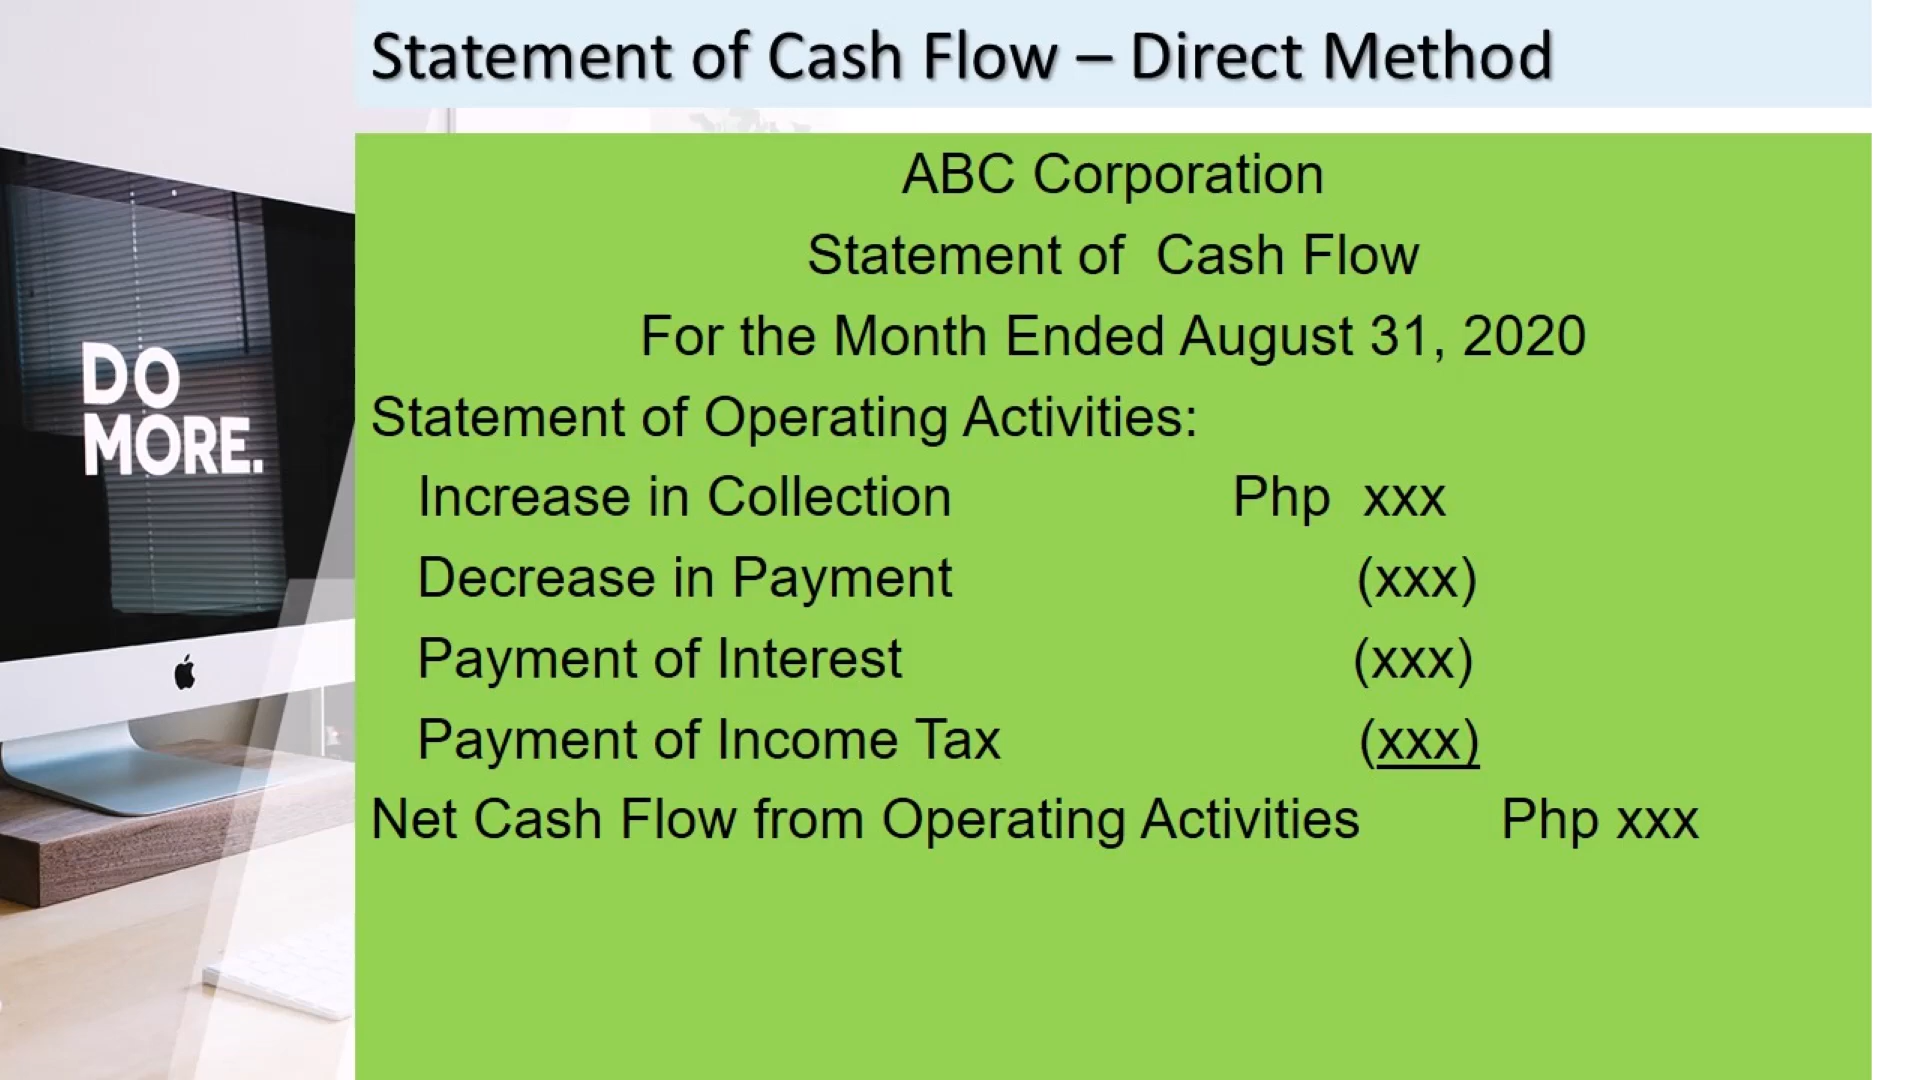 Statement of Cash Flow – Direct Method
ABC Corporation
Statement of Cash Flow
For the Month Ended August 31, 2020
Statement of Operating Activities:
Increase in Collection Php xxx
Decrease in Payment (xxx)
Payment of Interest (xxx)
Payment of Income Tax (xxx)
Net Cash Flow from Operating Activities Php xxx
DO
MORE.